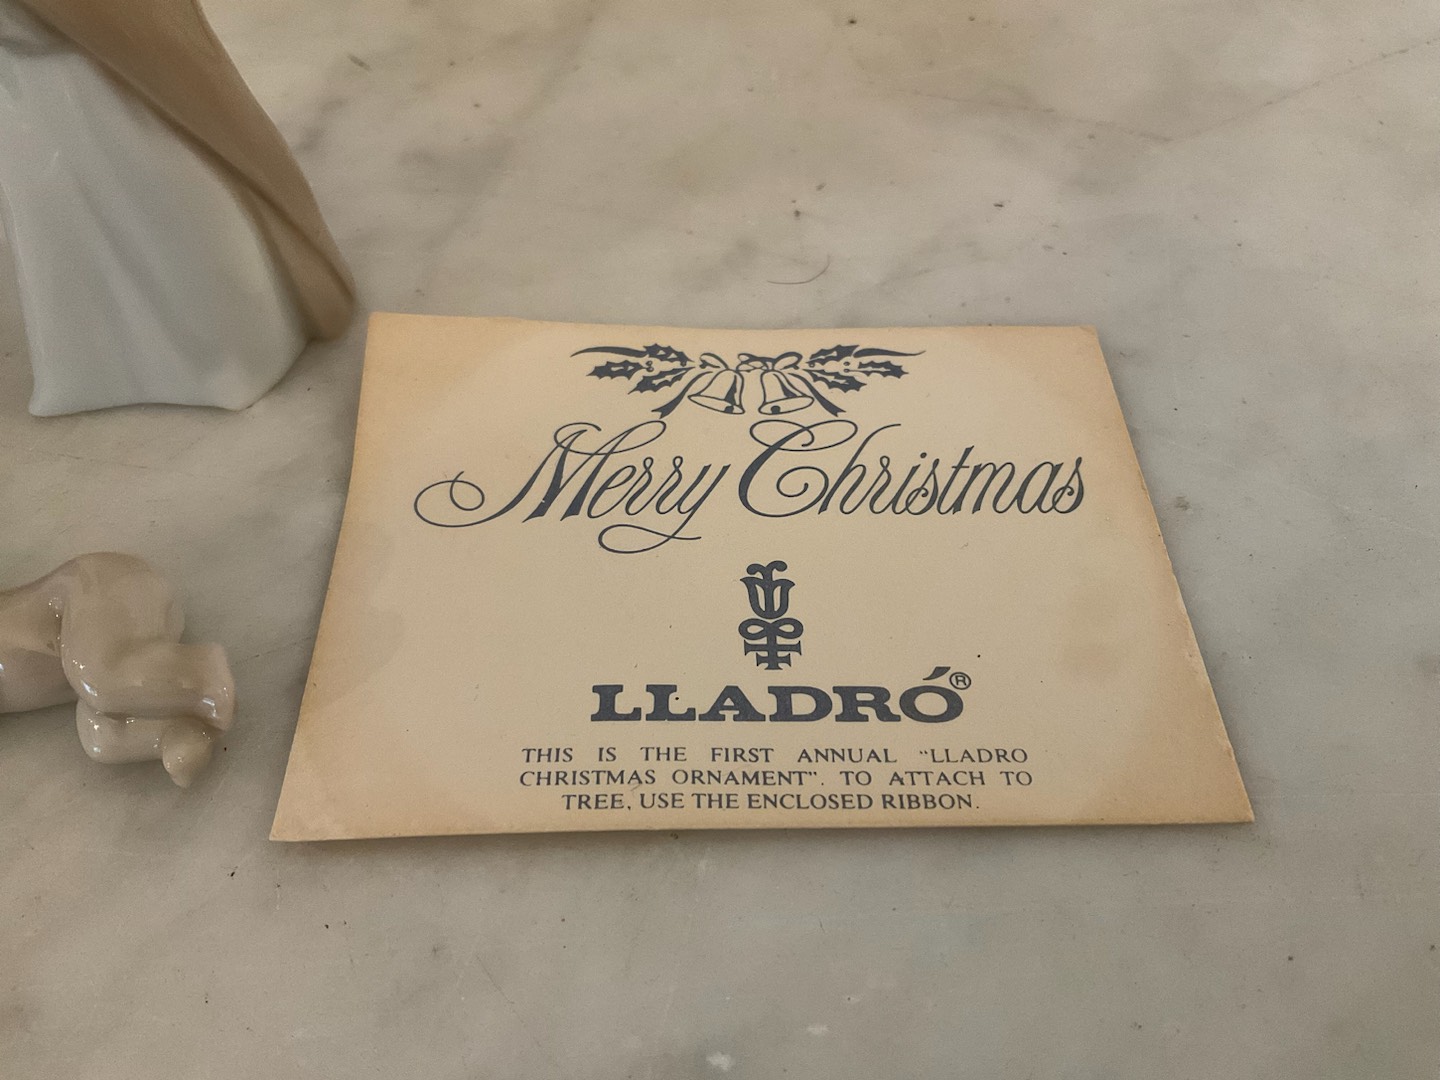 Merry Christmas
LLADRÓ®
THIS IS THE FIRST ANNUAL “LLADRO
CHRISTMAS ORNAMENT”. TO ATTACH TO
TREE, USE THE ENCLOSED RIBBON.